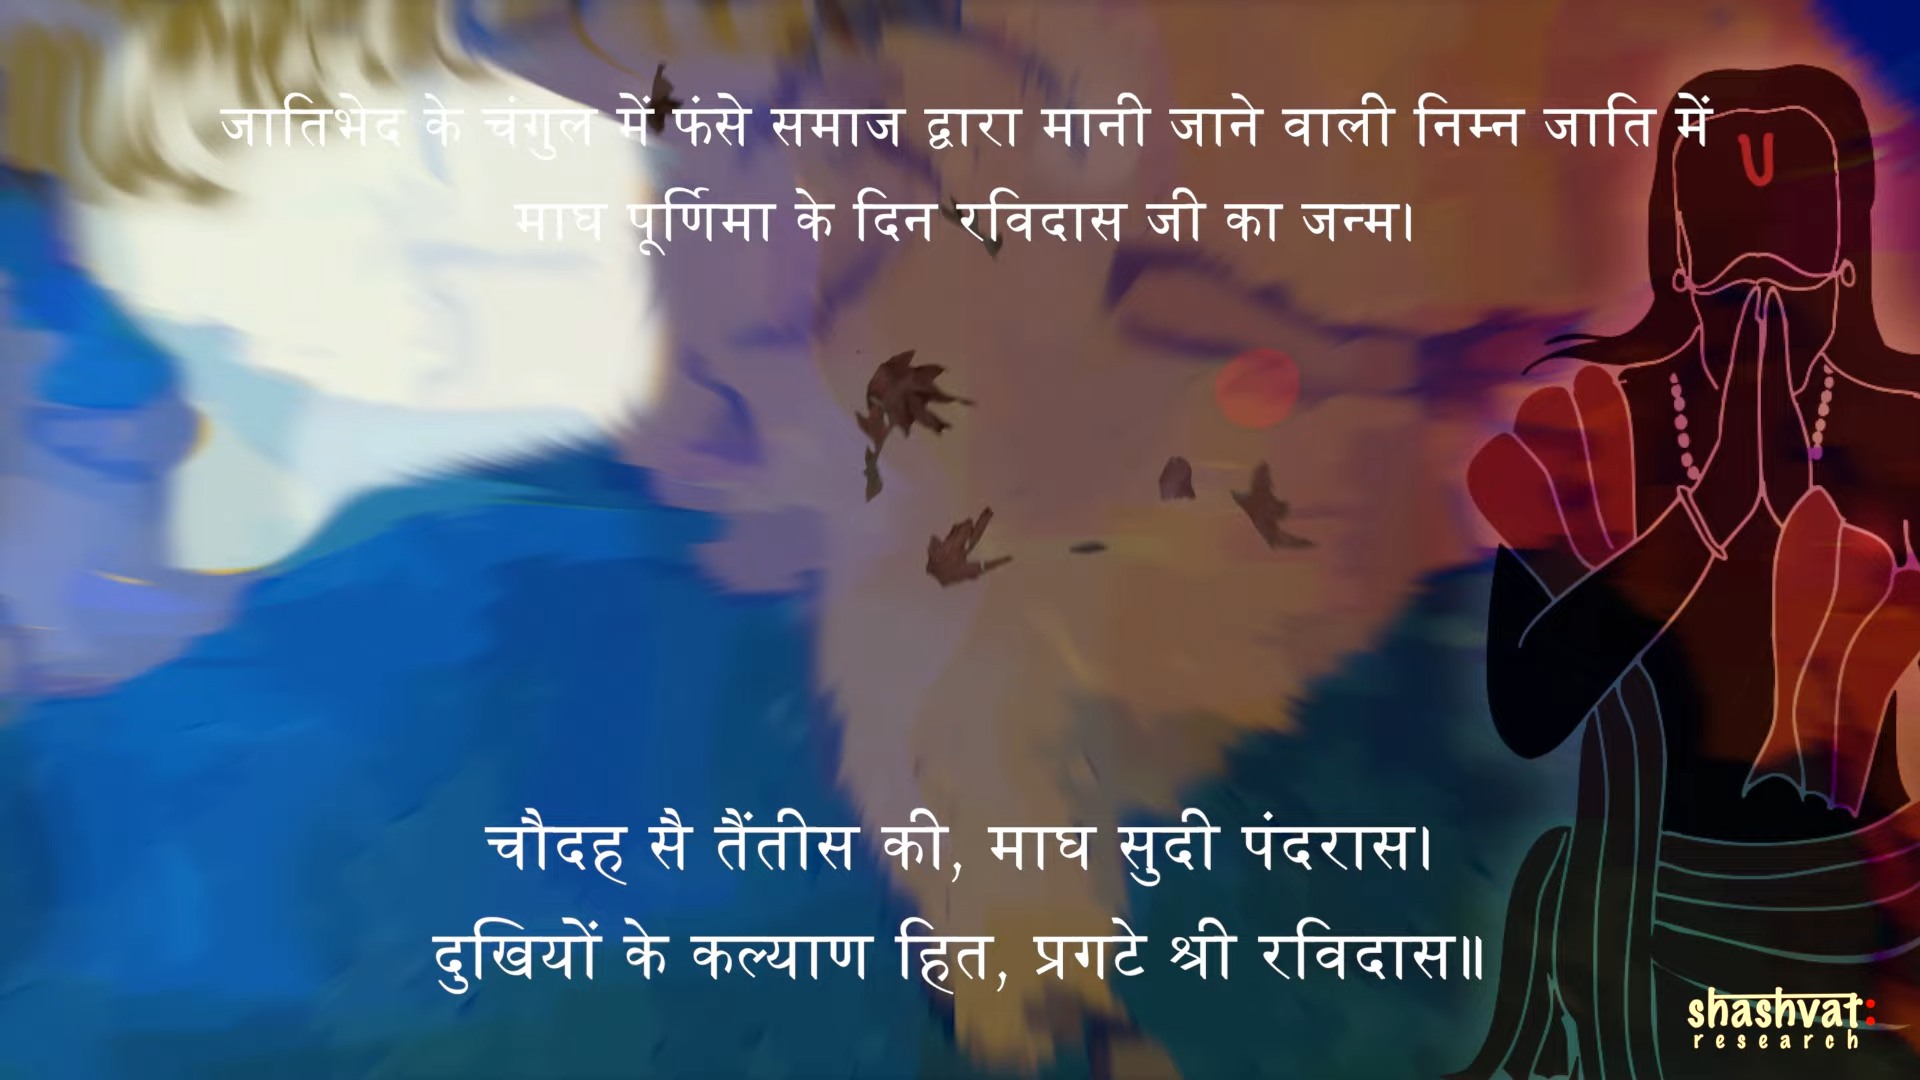 जातिभेद के चंगुल में फंसे समाज द्वारा मानी जाने वाली निम्न जाति में
माघ पूर्णिमा के दिन रविदास जी का जन्म।
चौदह सै तैंतीस की, माघ सुदी पंदरास।
दुखियों के कल्याण हित, प्रगटे श्री रविदास॥
shashvat:
research